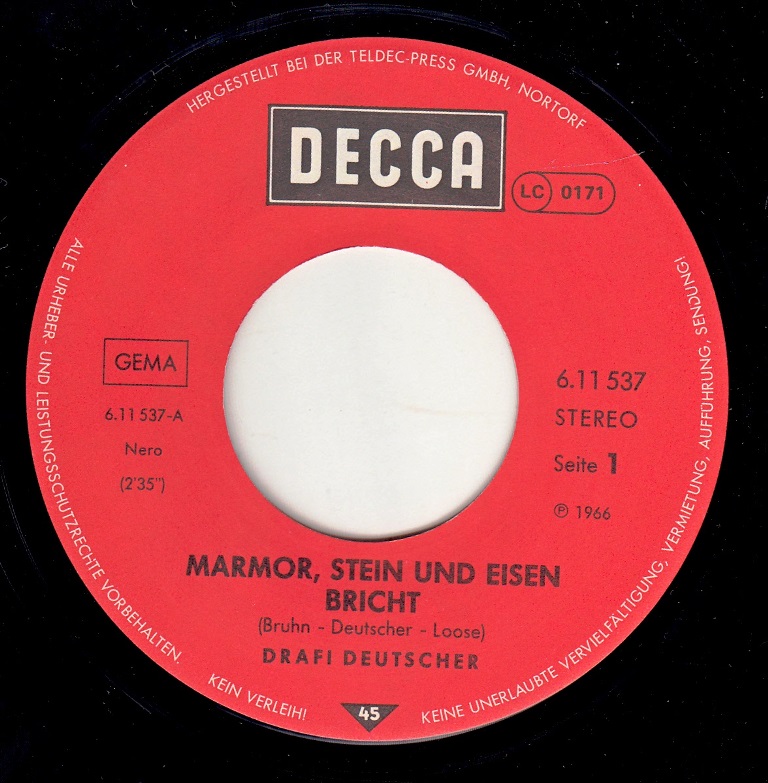 HERGESTELLT BEI DER TELDEC-PRESS GMBH, NORTORF
DECCA
LC 0171
GEMA
6.11 537-A
Nero
(2'35")
6.11 537
STEREO
Seite 1
℗ 1966
MARMOR, STEIN UND EISEN
BRICHT
(Bruhn - Deutscher - Loose)
DRAFI DEUTSCHER
45
ALLE URHEBER- UND LEISTUNGSSCHUTZRECHTE VORBEHALTEN.
KEIN VERLEIH!
KEINE UNERLAUBTE VERVIELFÄLTIGUNG, VERMIETUNG, AUFFÜHRUNG, SENDUNG!